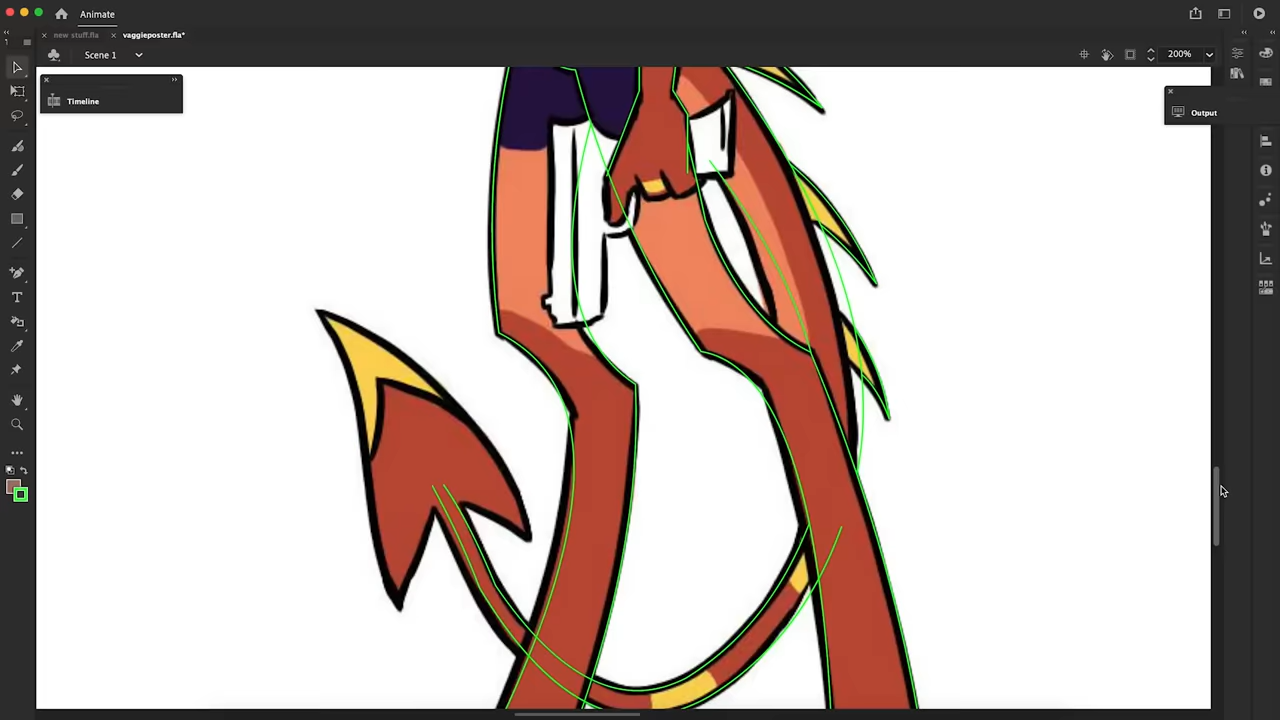 Animate
new stuff.fla
vaggieposter.fla*
Scene 1
200%
Timeline
Output